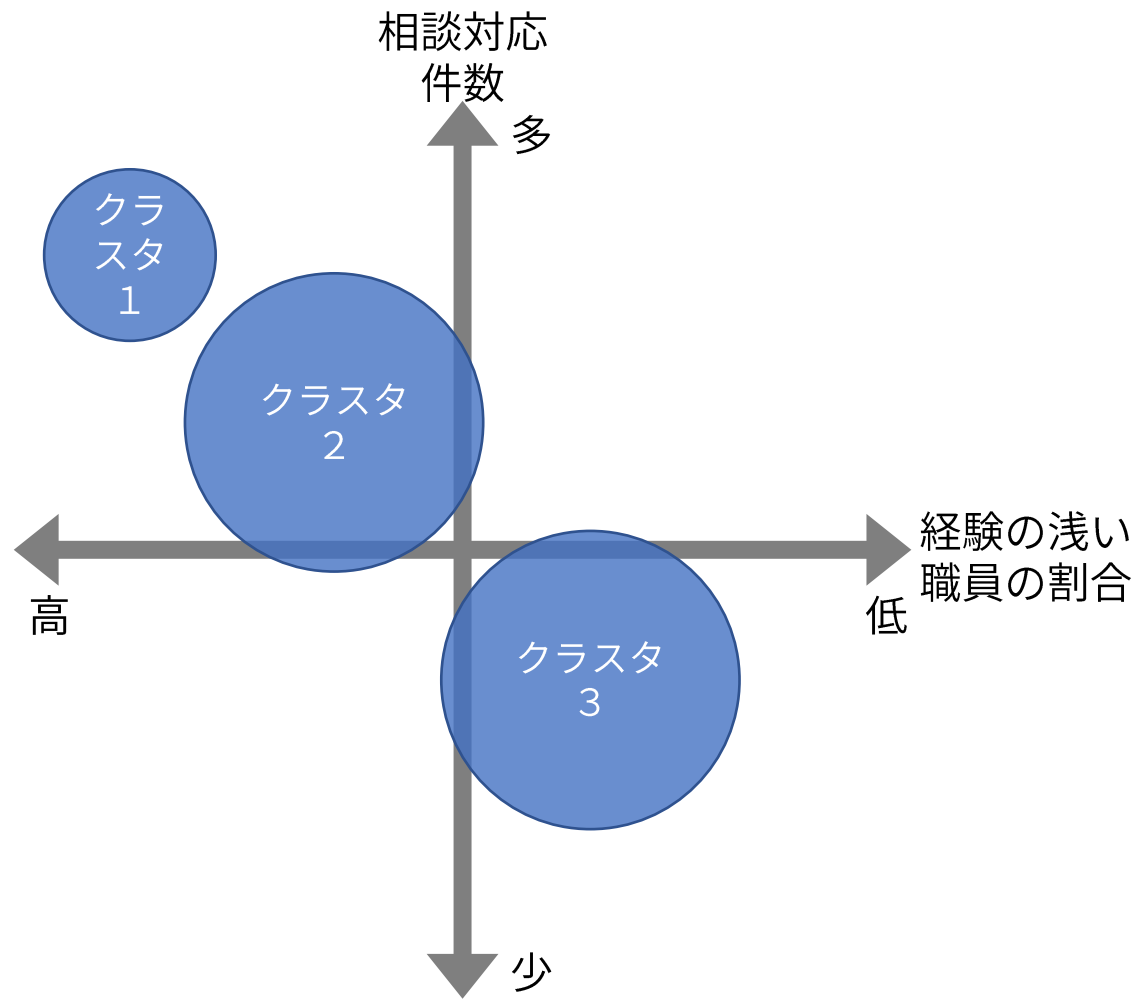 相談対応
件数
多
クラ
スタ
１
クラスタ
２
経験の浅い
職員の割合
高
低
クラスタ
３
少